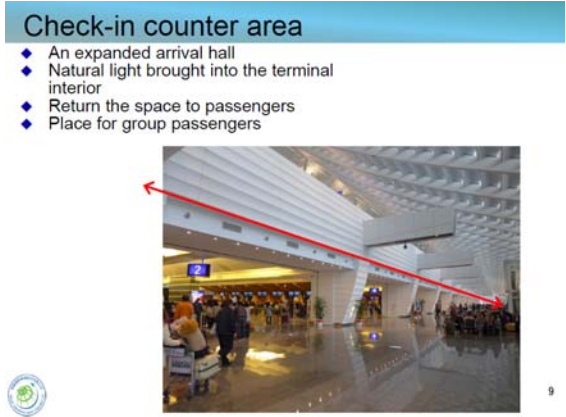 Check-in counter area
An expanded arrival hall
Natural light brought into the terminal
interior
Return the space to passengers
Place for group passengers
2
9